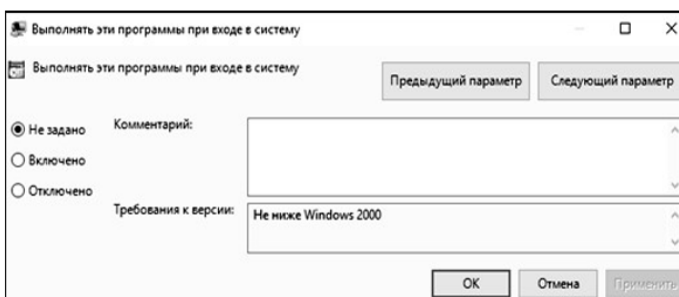 Выполнять эти программы при входе в систему
Выполнять эти программы при входе в систему
Предыдущий параметр
Следующий параметр
Не задано
Комментарий:
Включено
Отключено
Требования к версии:
Не ниже Windows 2000
ОК
Отмена
Применить